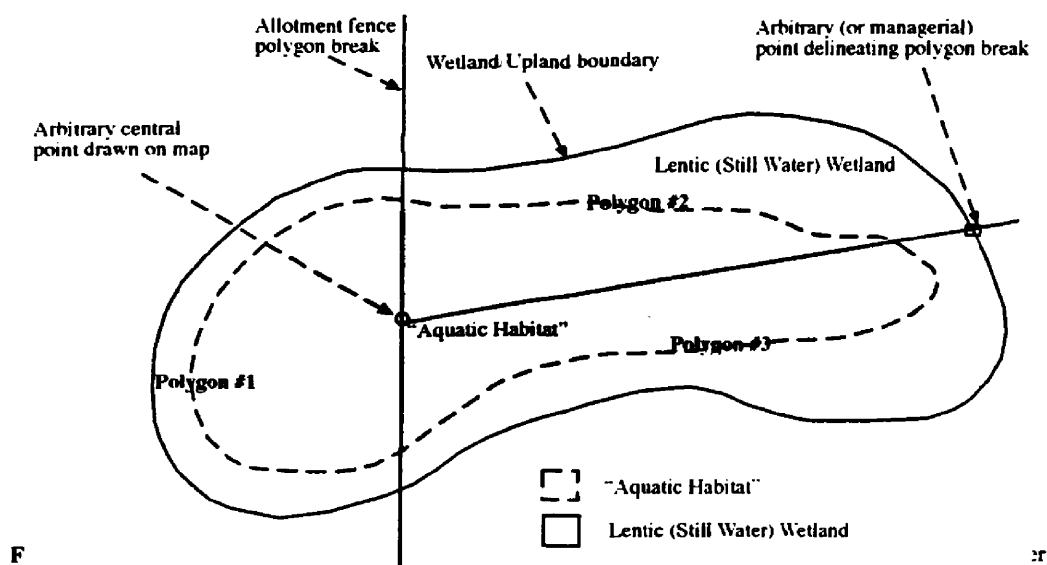 Allotment fence
polygon break
Arbitrary (or managerial)
point delineating polygon break
Wetland/Upland boundary
Arbitrary central
point drawn on map
Lentic (Still Water) Wetland
Polygon #2
"Aquatic Habitat"
Polygon #3
Polygon #1
"Aquatic Habitat"
Lentic (Still Water) Wetland
F